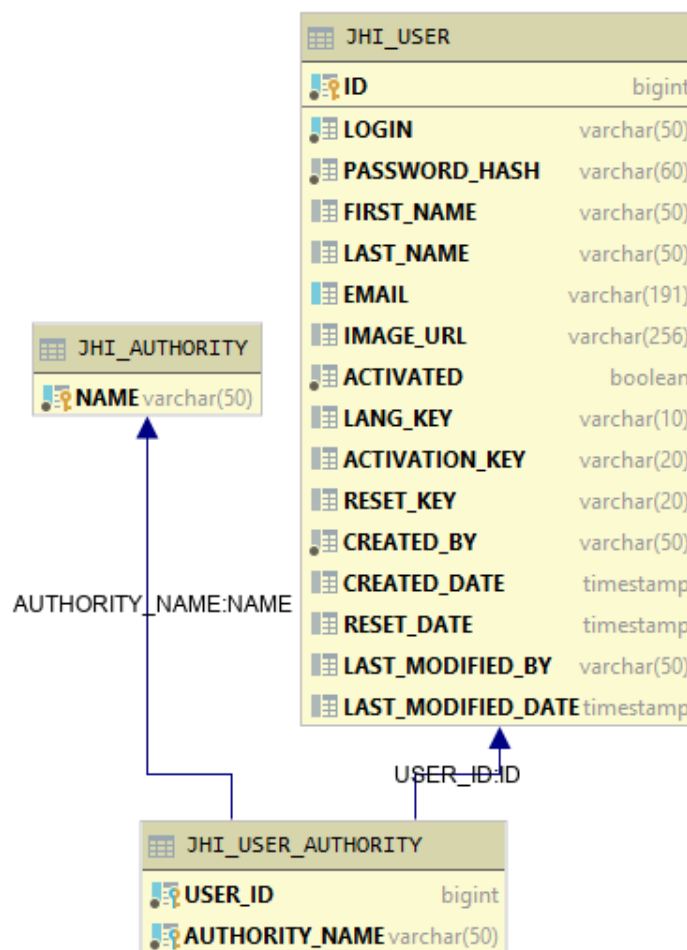 JHI_USER
ID bigint
LOGIN varchar(50)
PASSWORD_HASH varchar(60)
FIRST_NAME varchar(50)
LAST_NAME varchar(50)
EMAIL varchar(191)
IMAGE_URL varchar(256)
ACTIVATED boolean
LANG_KEY varchar(10)
ACTIVATION_KEY varchar(20)
RESET_KEY varchar(20)
CREATED_BY varchar(50)
CREATED_DATE timestamp
RESET_DATE timestamp
LAST_MODIFIED_BY varchar(50)
LAST_MODIFIED_DATE timestamp
JHI_AUTHORITY
NAME varchar(50)
AUTHORITY_NAME:NAME
USER_ID:ID
JHI_USER_AUTHORITY
USER_ID bigint
AUTHORITY_NAME varchar(50)